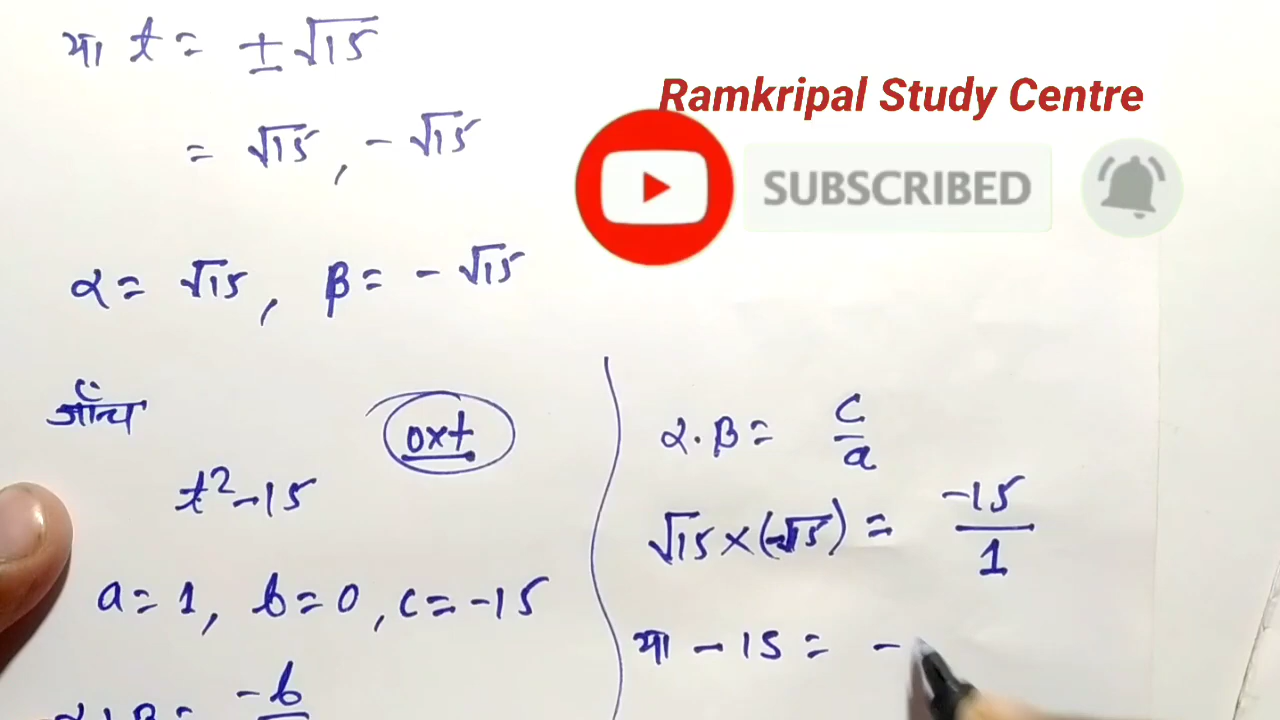 या t = ± √15
= √15, - √15
Ramkripal Study Centre
SUBSCRIBED
α = √15, β = - √15
जाँच
0xt
t² - 15
a = 1, b = 0, c = -15
α + β = -b
α . β = c/a
√15 × (-√15) = -15/1
या - 15 = -